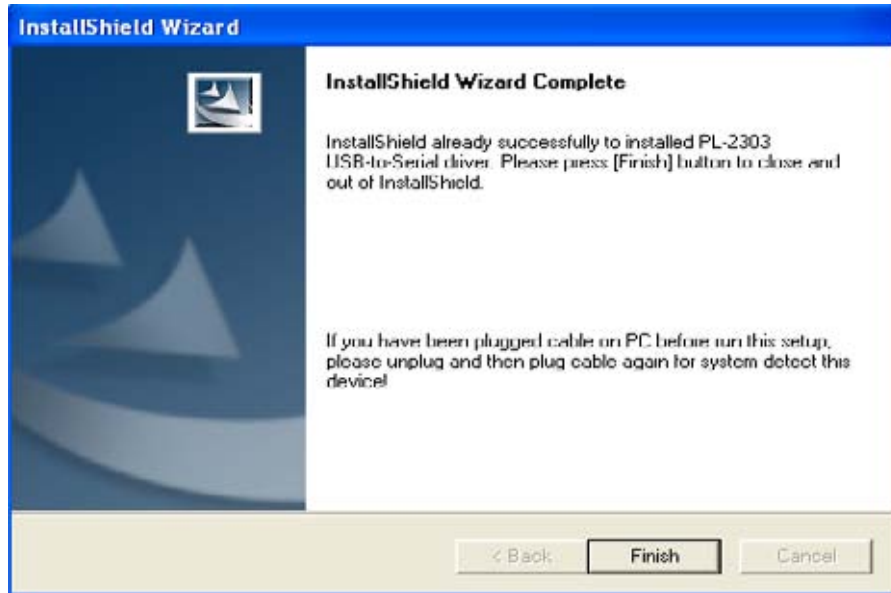 InstallShield Wizard
InstallShield Wizard Complete
InstallShield already successfully to installed PL-2303
USB-to-Serial driver. Please press [Finish] button to close and
out of InstallShield.
If you have been plugged cable on PC before run this setup,
please unplug and then plug cable again for system detect this
device!
< Back
Finish
Cancel